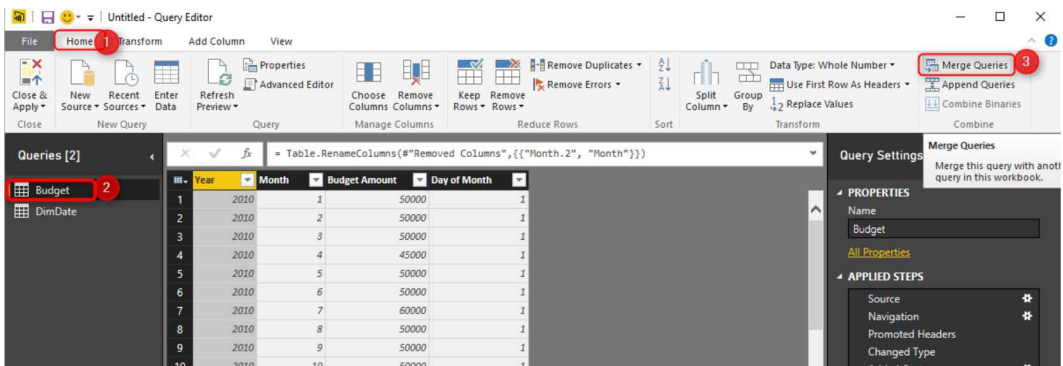 Untitled - Query Editor
File Home 1 Transform Add Column View
Close & Apply
New Source
Recent Sources
Enter Data
Refresh Preview
Properties
Advanced Editor
Choose Columns
Remove Columns
Keep Rows
Remove Rows
Remove Duplicates
Remove Errors
Split Column
Group By
Data Type: Whole Number
Use First Row As Headers
Replace Values
Merge Queries 3
Append Queries
Combine Binaries
Close New Query Query Manage Columns Reduce Rows Sort Transform Combine
Merge Queries
Merge this query with anoth
query in this workbook.
Queries [2]
Budget 2
DimDate
fx = Table.RenameColumns(#"Removed Columns",{{"Month.2", "Month"}})
Year Month Budget Amount Day of Month
1 2010 1 50000 1
2 2010 2 50000 1
3 2010 3 50000 1
4 2010 4 45000 1
5 2010 5 50000 1
6 2010 6 50000 1
7 2010 7 60000 1
8 2010 8 50000 1
9 2010 9 50000 1
10 2010 10 50000 1
Query Settings
PROPERTIES
Name
Budget
All Properties
APPLIED STEPS
Source
Navigation
Promoted Headers
Changed Type